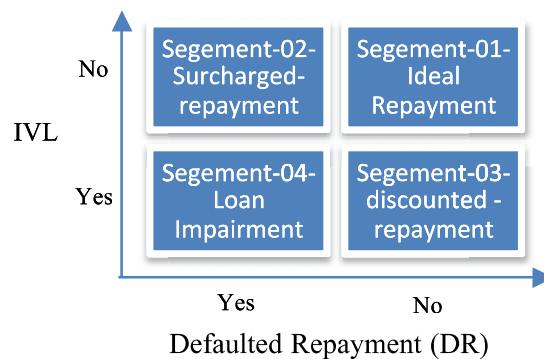 No
IVL
Yes
Segement-02-
Surcharged-
repayment
Segement-01-
Ideal
Repayment
Segement-04-
Loan
Impairment
Segement-03-
discounted -
repayment
Yes
No
Defaulted Repayment (DR)